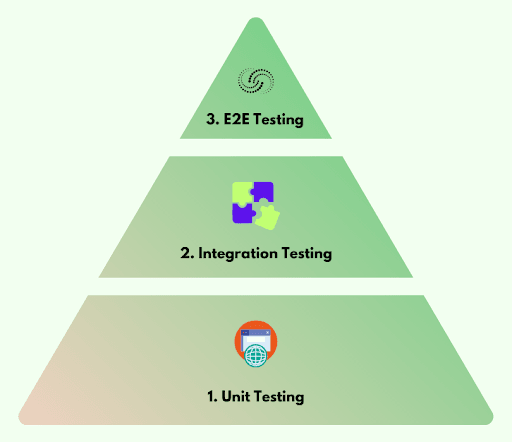 3. E2E Testing
2. Integration Testing
1. Unit Testing